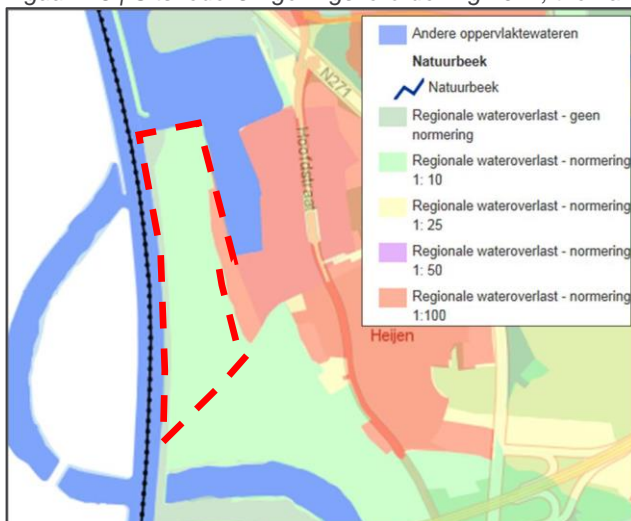 Andere oppervlaktewateren
Natuurbeek
Natuurbeek
Regionale wateroverlast - geen
normering
Regionale wateroverlast - normering
1: 10
Regionale wateroverlast - normering
1: 25
Regionale wateroverlast - normering
1: 50
Regionale wateroverlast - normering
1:100
N271
Hoofdstraat
Heijen